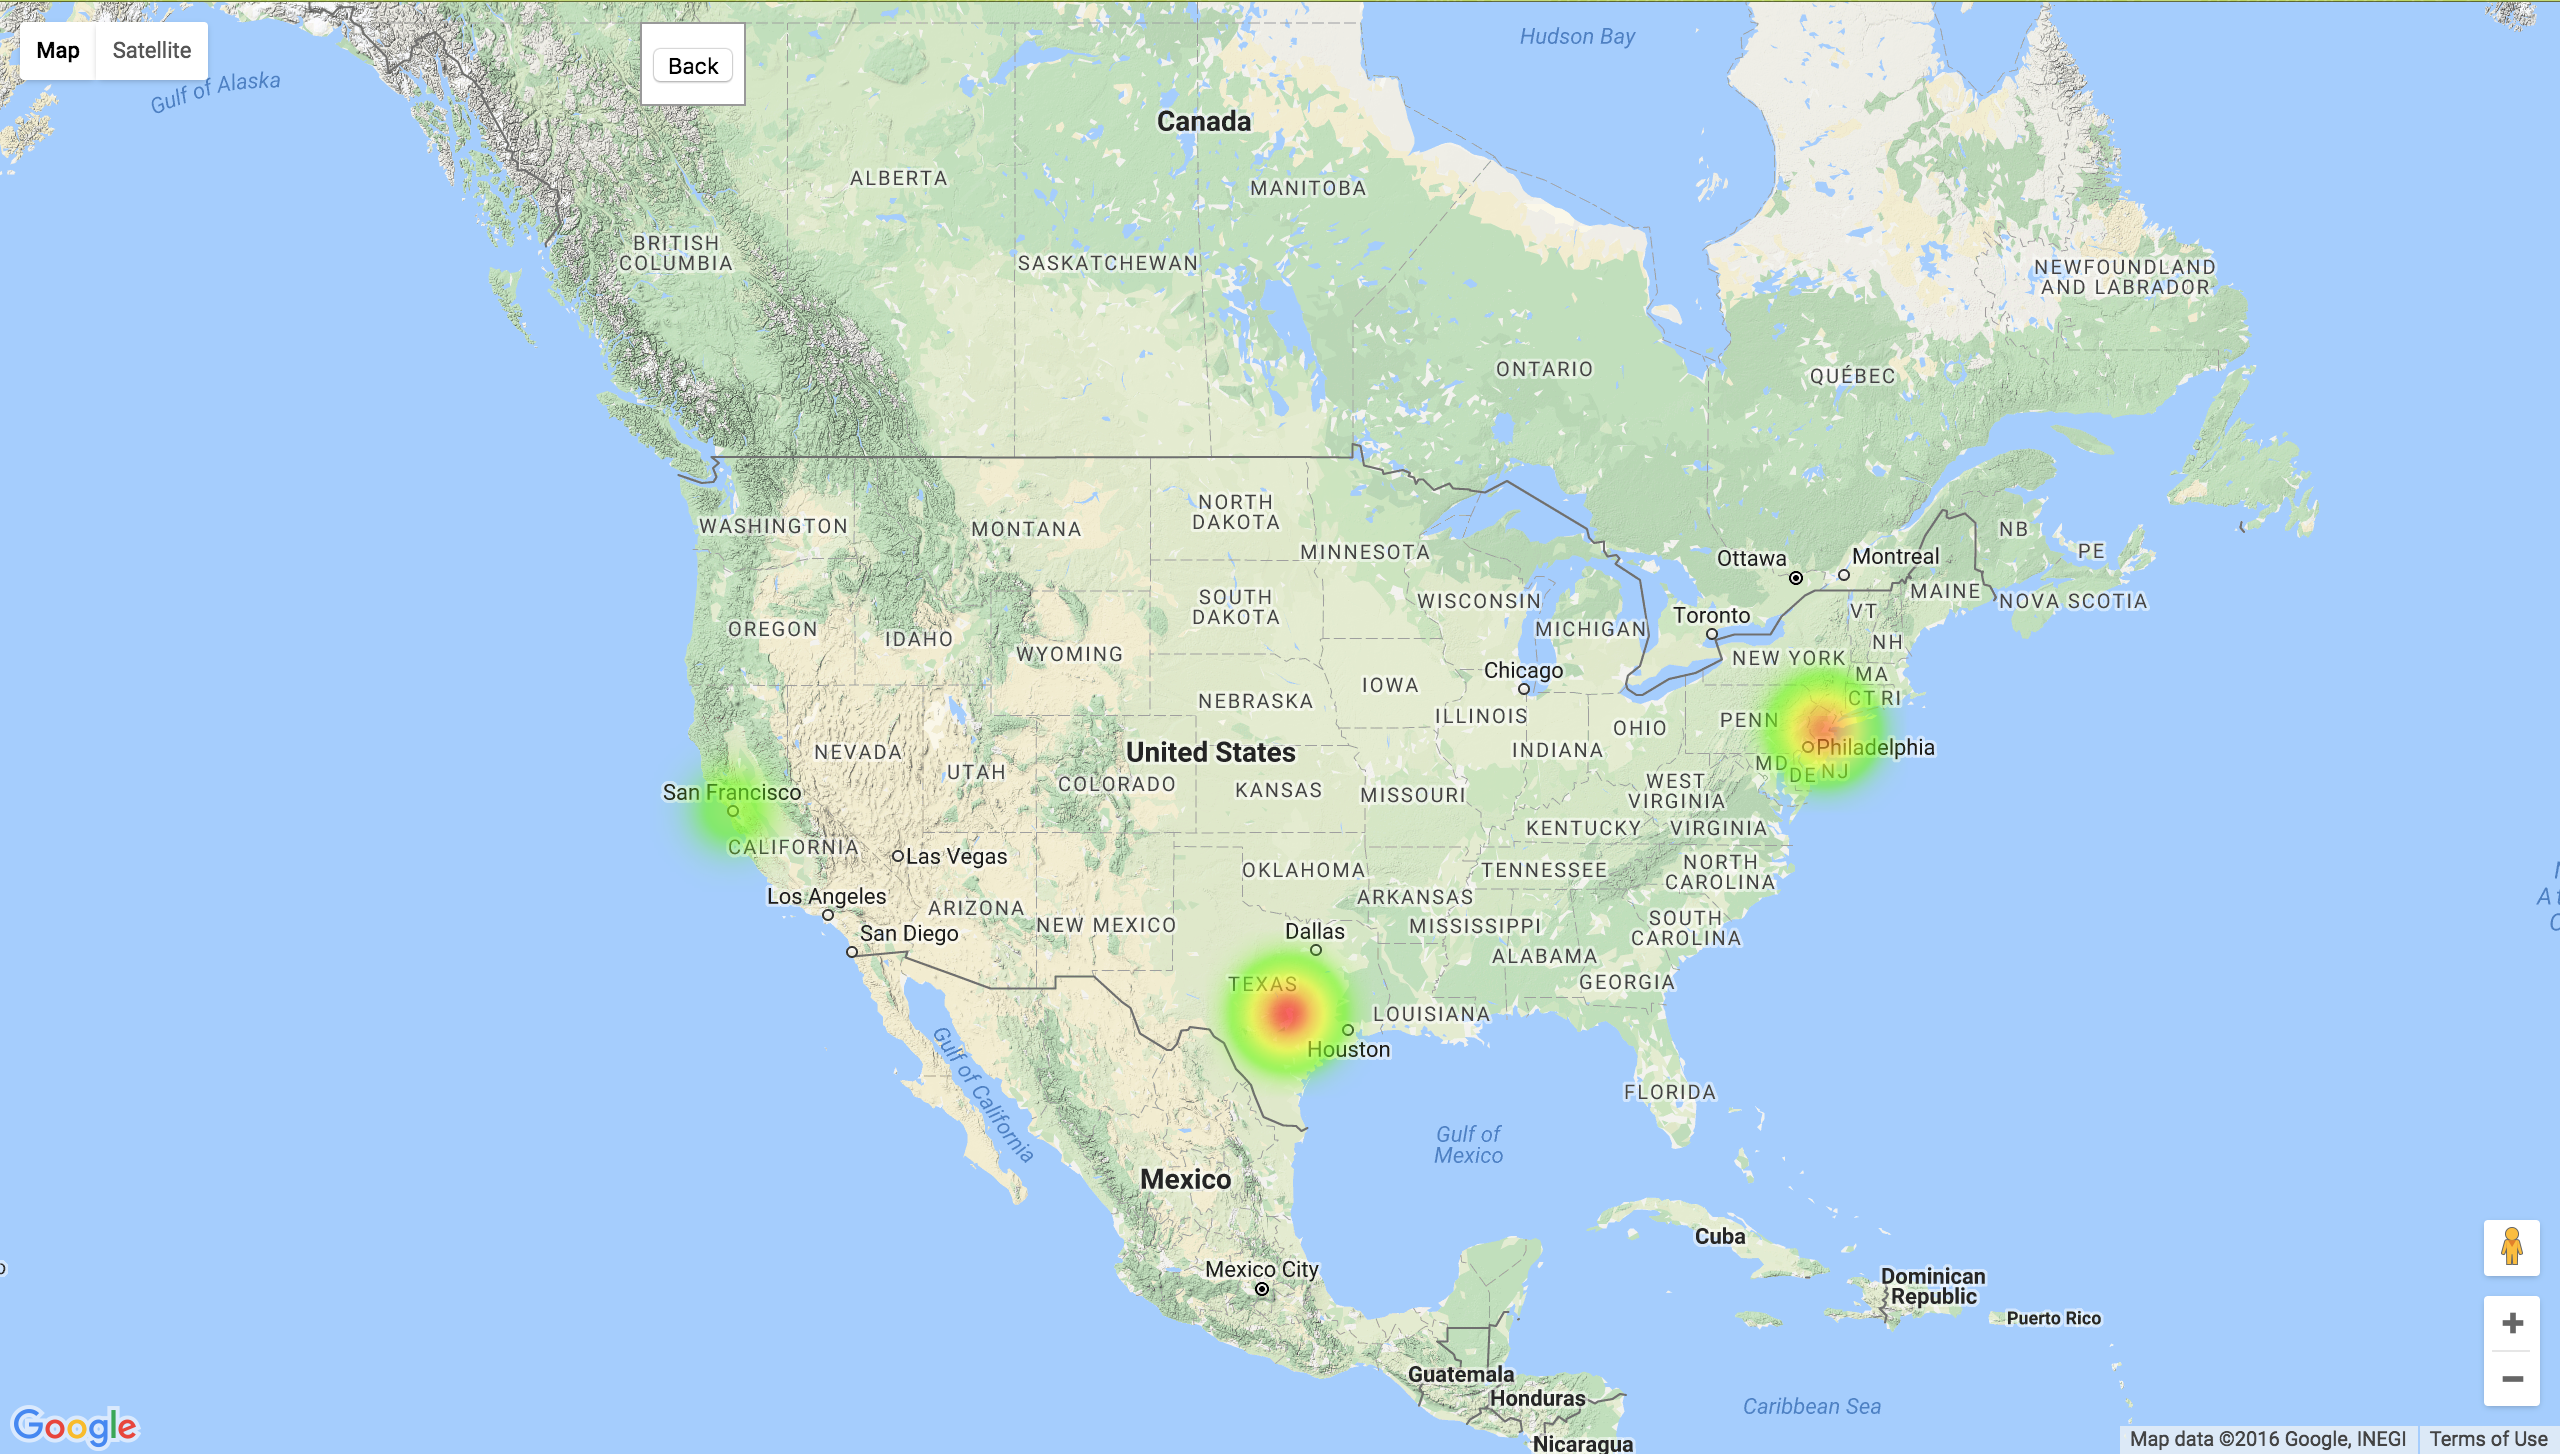 Map
Satellite
Back
Hudson Bay
Gulf of Alaska
Canada
ALBERTA
MANITOBA
BRITISH
COLUMBIA
SASKATCHEWAN
NEWFOUNDLAND
AND LABRADOR
ONTARIO
QUÉBEC
WASHINGTON
MONTANA
NORTH
DAKOTA
MINNESOTA
Ottawa
Montreal
NB
PE
MAINE
NOVA SCOTIA
SOUTH
DAKOTA
WISCONSIN
VT
Toronto
OREGON
IDAHO
MICHIGAN
NH
WYOMING
NEW YORK
Chicago
MA
IOWA
NEBRASKA
CT RI
ILLINOIS
PENN
OHIO
NEVADA
United States
INDIANA
Philadelphia
MD
DE
NJ
UTAH
COLORADO
San Francisco
KANSAS
MISSOURI
WEST
VIRGINIA
CALIFORNIA
KENTUCKY
VIRGINIA
Las Vegas
OKLAHOMA
TENNESSEE
NORTH
CAROLINA
Los Angeles
ARIZONA
ARKANSAS
San Diego
NEW MEXICO
Dallas
MISSISSIPPI
SOUTH
CAROLINA
ALABAMA
TEXAS
GEORGIA
LOUISIANA
Houston
Gulf of California
FLORIDA
Gulf of
Mexico
Mexico
Cuba
Mexico City
Dominican
Republic
Puerto Rico
Guatemala
Honduras
Caribbean Sea
Nicaragua
Google
Map data ©2016 Google, INEGI
Terms of Use